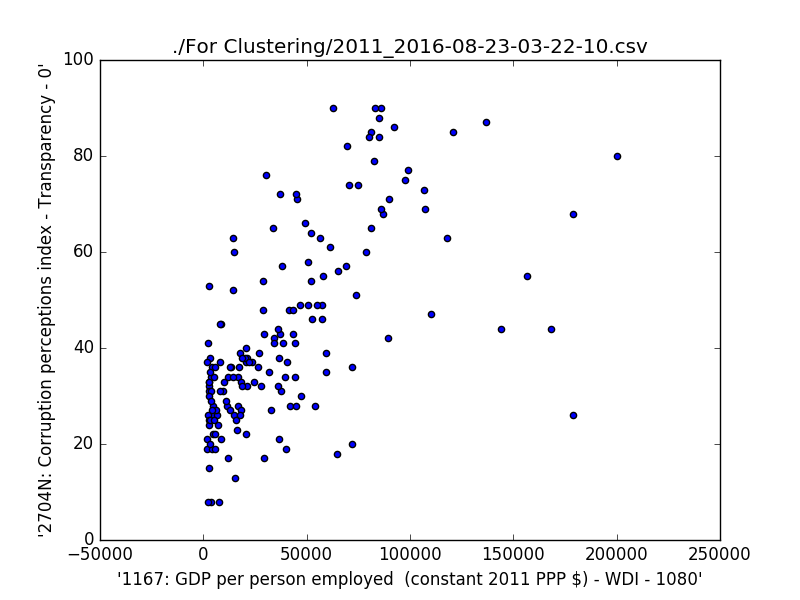 ./For Clustering/2011_2016-08-23-03-22-10.csv
100
80
60
40
20
0
'2704N: Corruption perceptions index - Transparency - 0'
−50000 0 50000 100000 150000 200000 250000
'1167: GDP per person employed  (constant 2011 PPP $) - WDI - 1080'